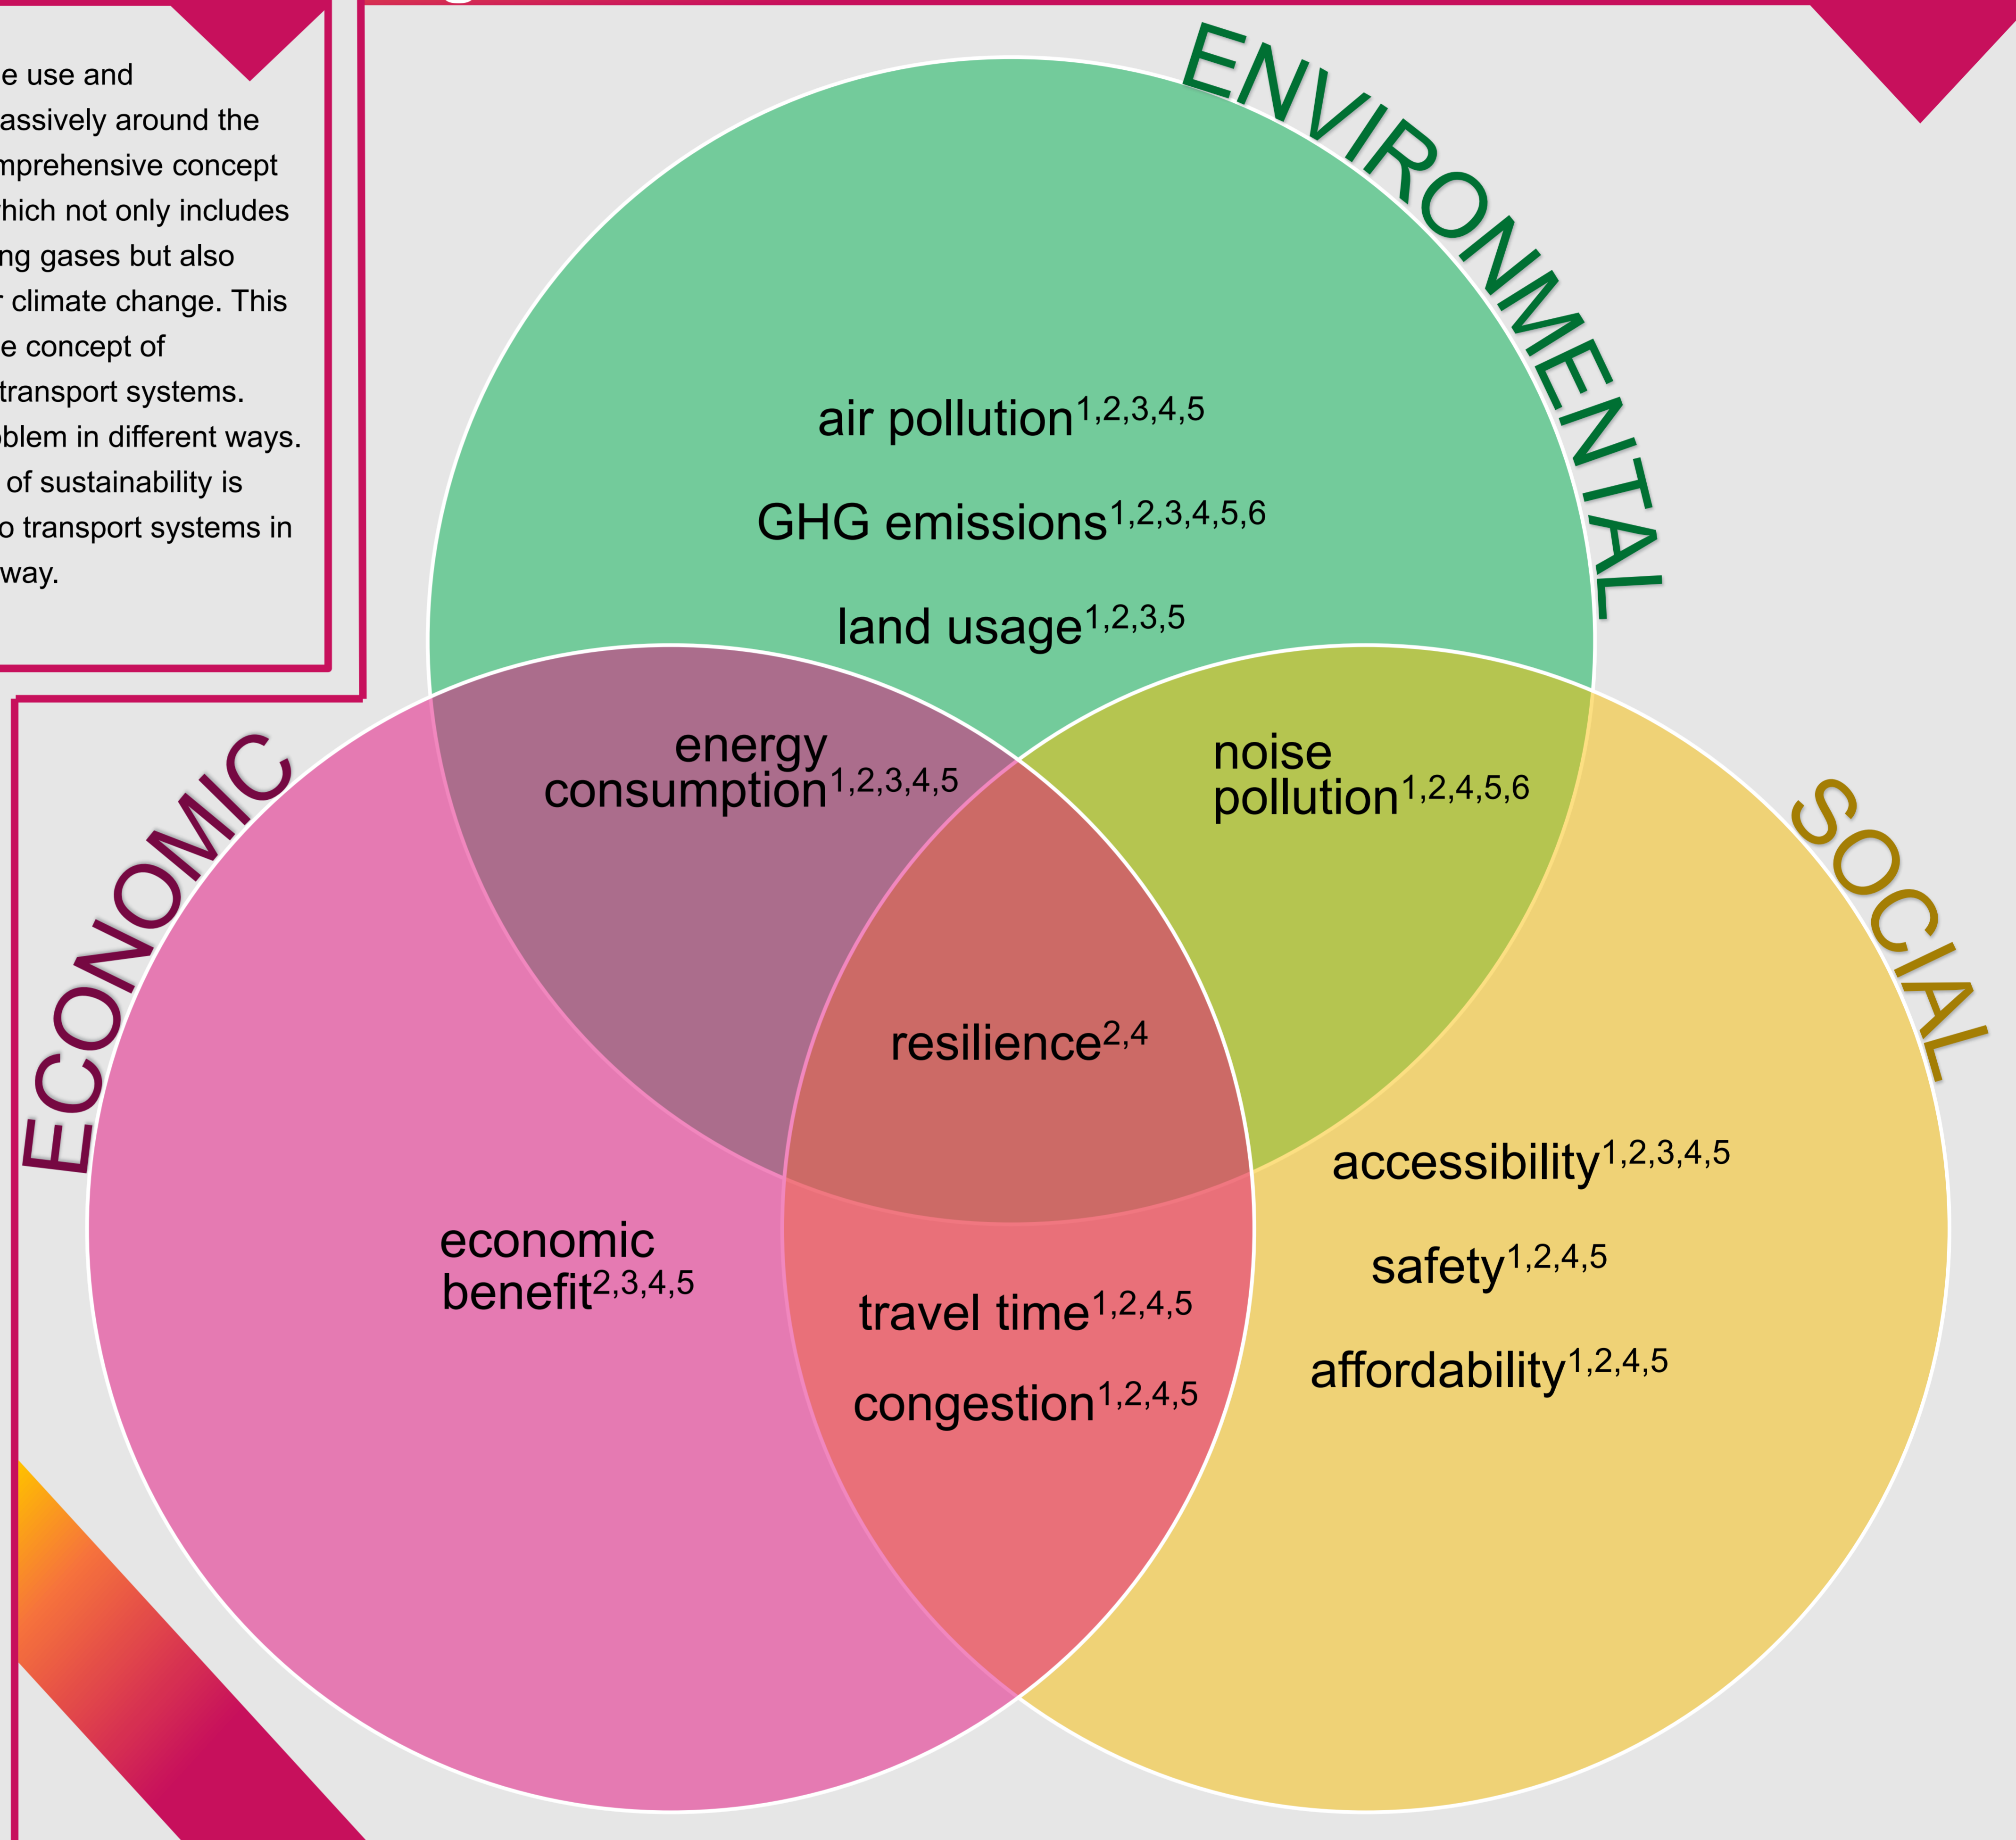 e use and
assively around the
mprehensive concept
hich not only includes
ng gases but also
r climate change. This
e concept of
transport systems.
blem in different ways.
of sustainability is
o transport systems in
way.
ENVIRONMENTAL
air pollution1,2,3,4,5
GHG emissions1,2,3,4,5,6
land usage1,2,3,5
ECONOMIC
energy
consumption1,2,3,4,5
noise
pollution1,2,4,5,6
SOCIAL
resilience2,4
economic
benefit2,3,4,5
travel time1,2,4,5
congestion1,2,4,5
accessibility1,2,3,4,5
safety1,2,4,5
affordability1,2,4,5